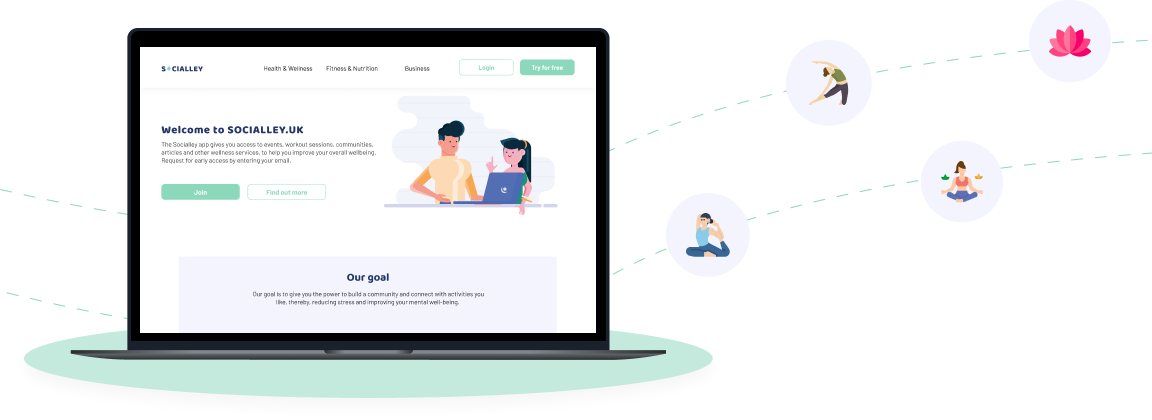 SOCIALLEY
Health & Wellness
Fitness & Nutrition
Business
Login
Try for free
Welcome to SOCIALLEY.UK
The Socialley app gives you access to events, workout sessions, communities,
articles and other wellness services, to help you improve your overall wellbeing.
Request for early access by entering your email.
Join
Find out more
Our goal
Our goal is to give you the power to build a community and connect with activities you
like, thereby, reducing stress and improving your mental well-being.